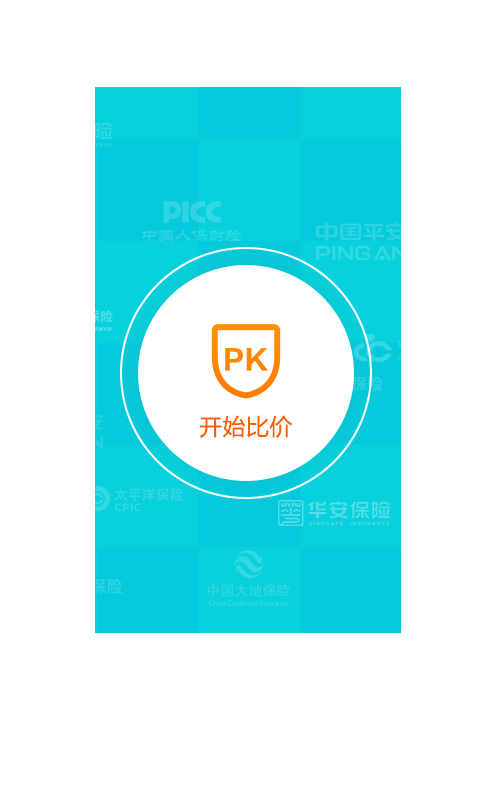 险
PICC
中国人保财险
中国平安
PING AN
保险
PK
保险
开始比价
太平洋保险
CPIC
华安保险
SINOSAFE INSURANCE
保险
中国大地保险
China Continent Insurance